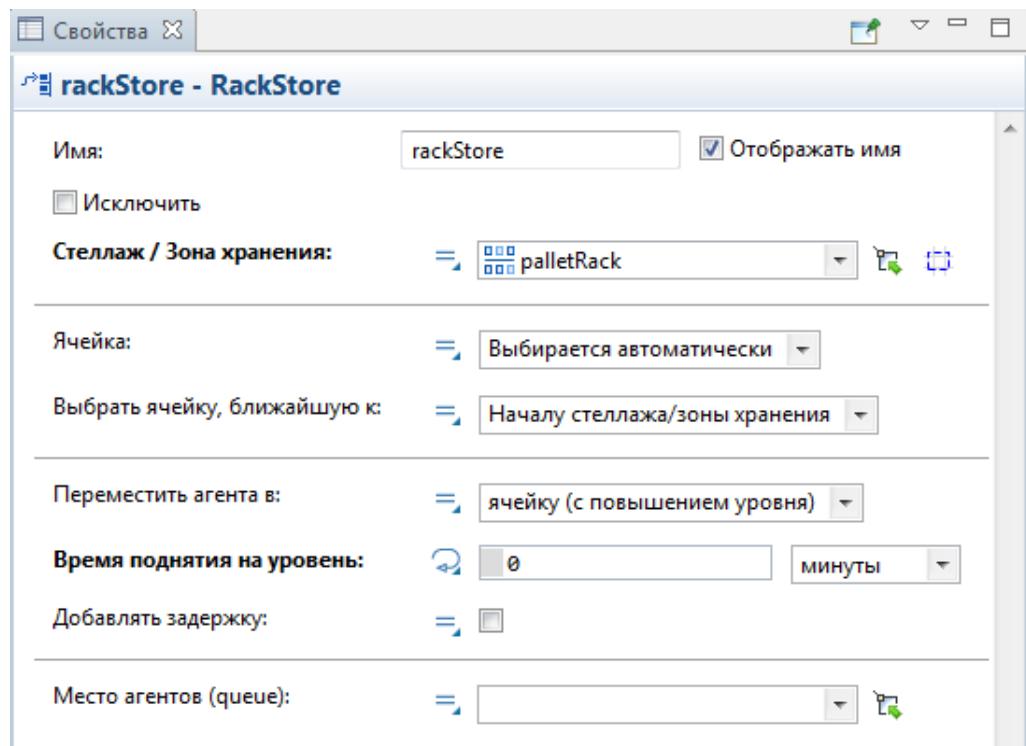 Свойства
rackStore - RackStore
Имя: rackStore Отображать имя
Исключить
Стеллаж / Зона хранения: palletRack
Ячейка: Выбирается автоматически
Выбрать ячейку, ближайшую к: Началу стеллажа/зоны хранения
Переместить агента в: ячейку (с повышением уровня)
Время поднятия на уровень: 0 минуты
Добавлять задержку:
Место агентов (queue):